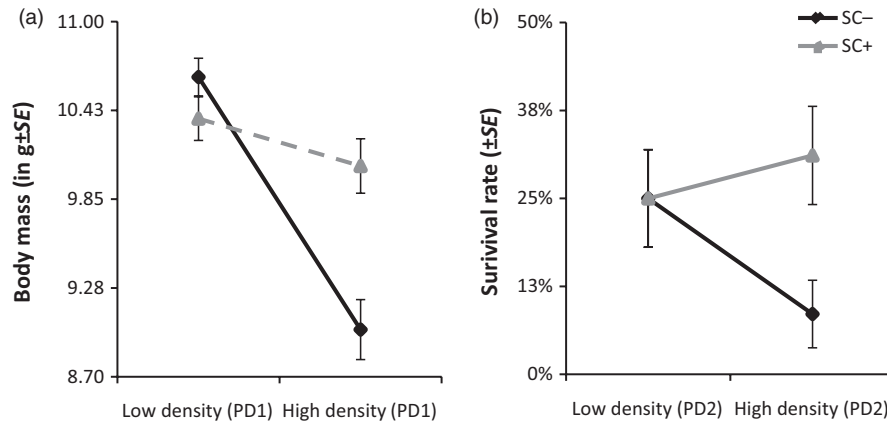 (a)
11.00
10.43
9.85
9.28
8.70
Body mass (in g±SE)
Low density (PD1)
High density (PD1)
(b)
SC–
SC+
50%
38%
25%
13%
0%
Surival rate (±SE)
Low density (PD2)
High density (PD2)